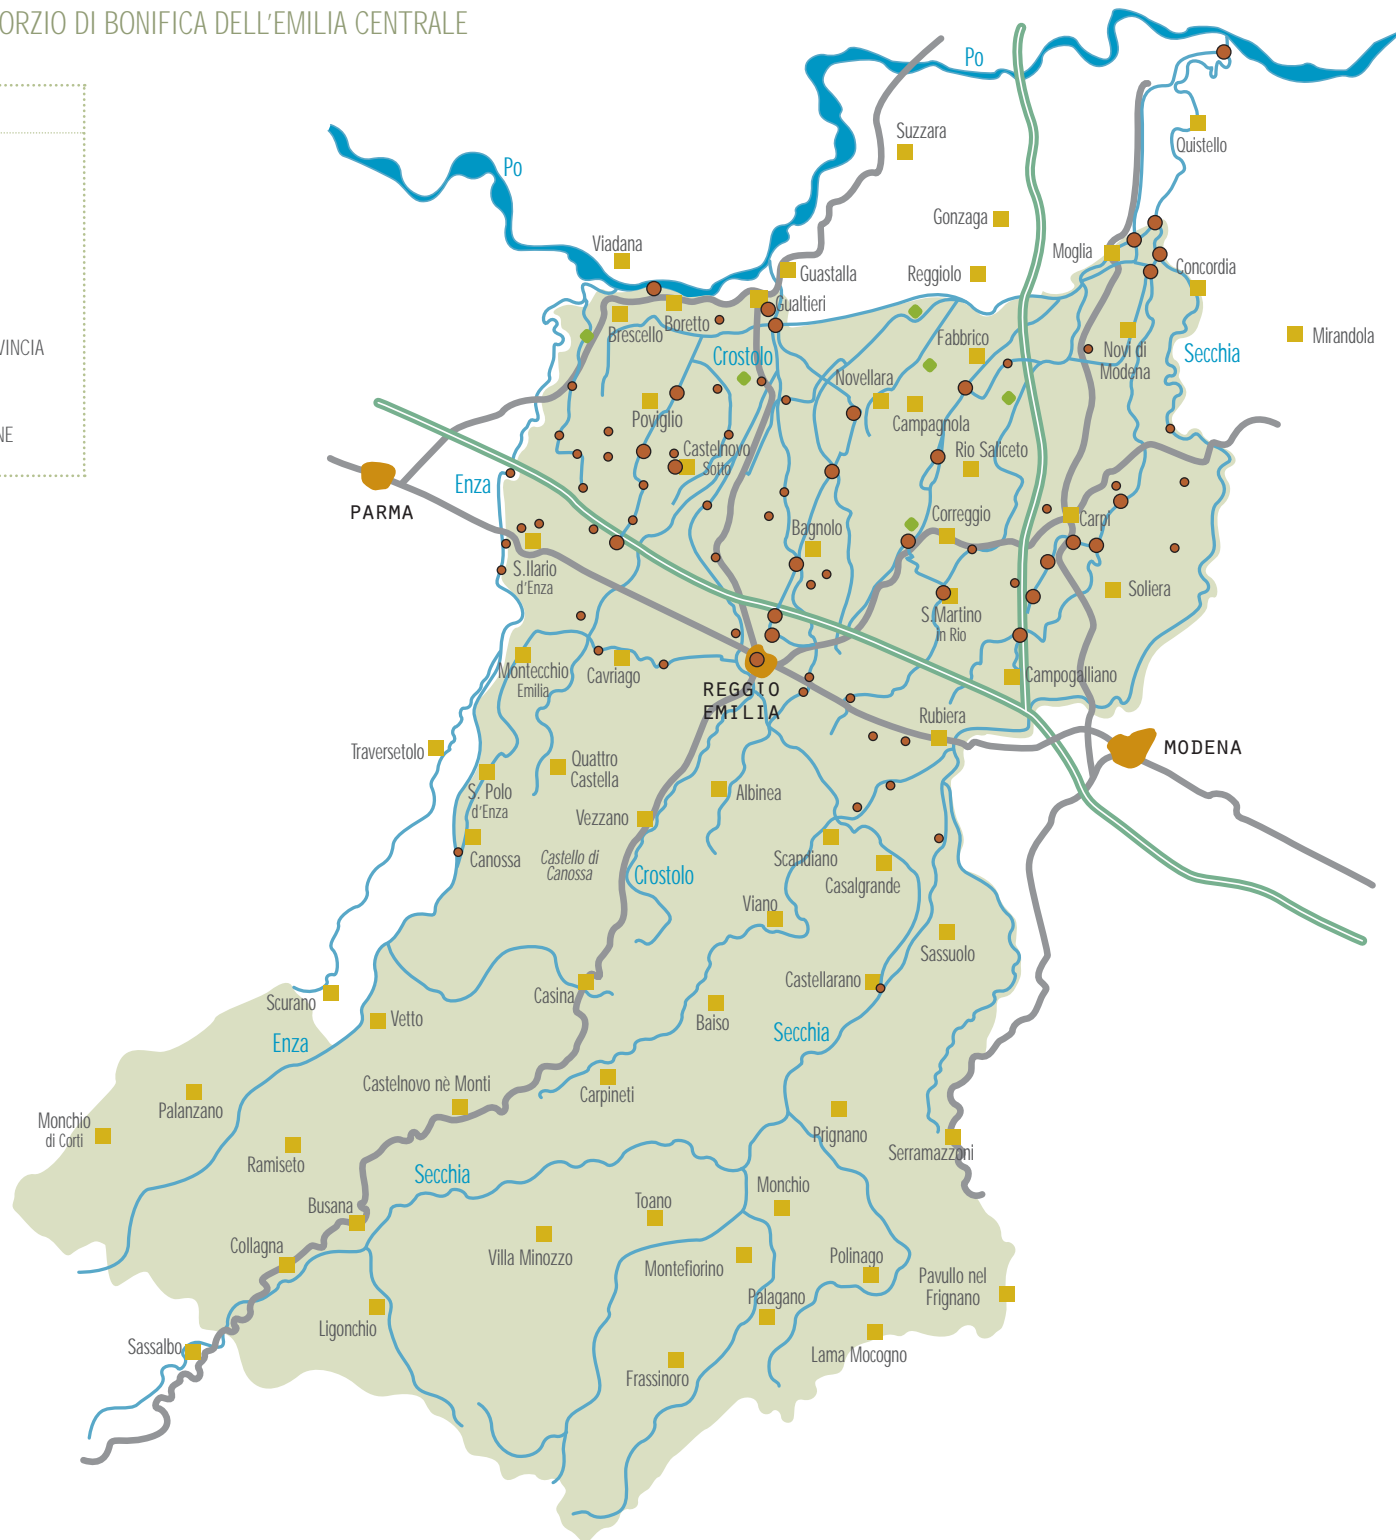 ORZIO DI BONIFICA DELL'EMILIA CENTRALE
VINCIA
NE
Po
Po
Suzzara
Quistello
Gonzaga
Viadana
Moglia
Guastalla
Reggiolo
Concordia
Gualtieri
Brescello
Boretto
Mirandola
Crostolo
Fabbrico
Novi di
Modena
Secchia
Novellara
Poviglio
Campagnola
Castelnovo
Sotto
Rio Saliceto
Enza
PARMA
Bagnolo
Correggio
Carpi
S.Ilario
d'Enza
Soliera
S.Martino
in Rio
Montecchio
Emilia
Cavriago
Campogalliano
REGGIO
EMILIA
Rubiera
Traversetolo
MODENA
Quattro
Castella
S. Polo
d'Enza
Albinea
Vezzano
Canossa
Castello di
Canossa
Crostolo
Scandiano
Casalgrande
Viano
Sassuolo
Castellarano
Casina
Scurano
Vetto
Baiso
Secchia
Enza
Castelnovo nè Monti
Carpineti
Palanzano
Monchio
di Corti
Prignano
Ramiseto
Serramazzoni
Secchia
Monchio
Busana
Toano
Collagna
Villa Minozzo
Montefiorino
Polinago
Pavullo nel
Frignano
Palagano
Ligonchio
Sassalbo
Lama Mocogno
Frassinoro